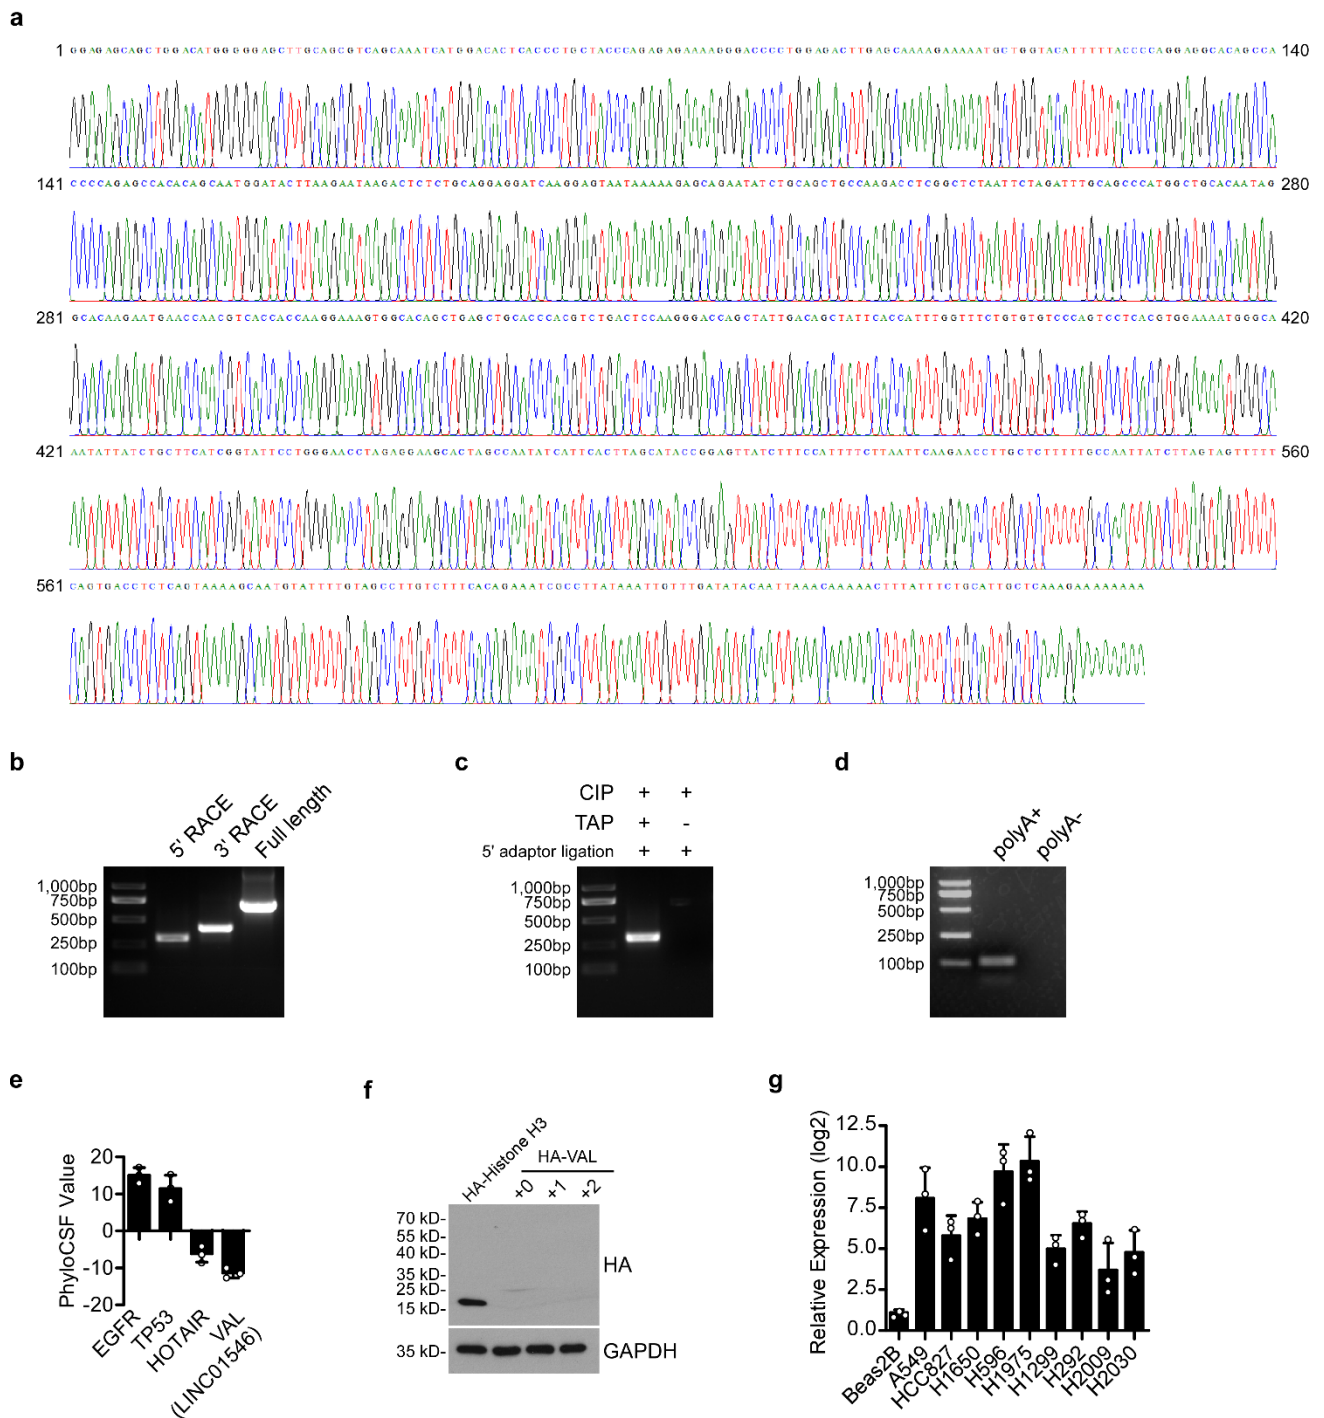 a
1 GGAGAGCAGCTGGACATGGGGGAGCTTGCAGCGTCAGCAAATCATGGACACTCACCCTGCTACCCAGAGAGAAAAGGGACCCCTGGAGACTTGAGCAAAAGAAAAATGCTGGTACATTTTTACCCCAGGAGGCACAGCCA 140
141 CCCCAGAGCCACACAGCAATGGATACTTAAGAATAAGACTCTCTGCAGGAGGATCAAGGAGTAATAAAAAGAGCAGAATATCTGCAGCTGCCAAGACCTCGGCTCTAATTCTAGATTTGCAGCCCATGGCTGCACAATAG 280
281 GCACAAGAATGAACCAACGTCACCACCAAGGAAAGTGGCACAGCTGAGCTGCACCCACGTCTGACTCCAAGGGACCAGCTATTGACAGCTATTCACCATTTGGTTTCTGTGTGTCCCAGTCCTCACGTGGAAAATGGGCA 420
421 AATATTATCTGCTTCATCGGTATTCCTGGGAACCTAGAGGAAGCACTAGCCAATATCATTCACTTAGCATACCGGAGTTATCTTTCCATTTTCTTAATTCAAGAACCTTGCTCTTTTTGCCAATTATCTTAGTAGTTTTT 560
561 CAGTGACCTCTCAGTAAAAGCAATGTATTTTGTAGCCTTGTCTTTCACAGAAATCGCCTTATAAATTGTTTGATATACAATTAAACAAAAACTTTATTTCTGCATTGCTCAAAGAAAAAAAAA
b
5' RACE 3' RACE Full length
1,000bp
750bp
500bp
250bp
100bp
c
CIP + +
TAP + -
5' adaptor ligation + +
1,000bp
750bp
500bp
250bp
100bp
d
polyA+ polyA-
1,000bp
750bp
500bp
250bp
100bp
e
PhyloCSF Value
20
10
0
-10
-20
EGFR TP53 HOTAIR VAL
(LINC01546)
f
HA-Histone H3 HA-VAL
+0 +1 +2
70 kD-
55 kD-
40 kD-
35 kD-
25 kD-
15 kD-
HA
35 kD-
GAPDH
g
Relative Expression (log2)
12.5
10.0
7.5
5.0
2.5
0.0
Beas2B A549 HCC827 H1650 H596 H1975 H1299 H292 H2009 H2030